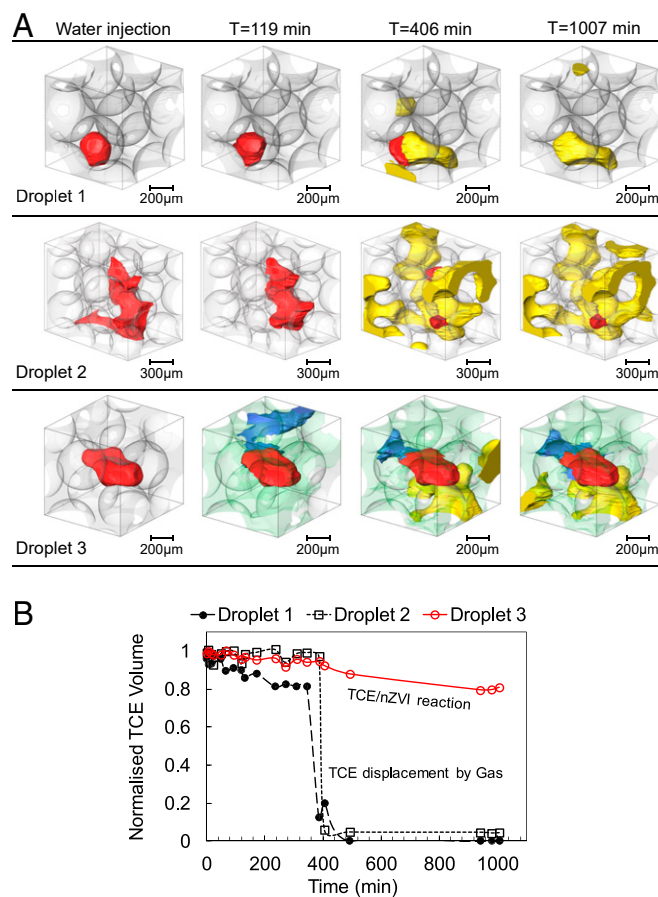 A
Water injection T=119 min T=406 min T=1007 min
Droplet 1 200µm 200µm 200µm 200µm
Droplet 2 300µm 300µm 300µm 300µm
Droplet 3 200µm 200µm 200µm 200µm
B
Droplet 1 Droplet 2 Droplet 3
Normalised TCE Volume
1
0.8
0.6
0.4
0.2
0
TCE/nZVI reaction
TCE displacement by Gas
0 200 400 600 800 1000
Time (min)